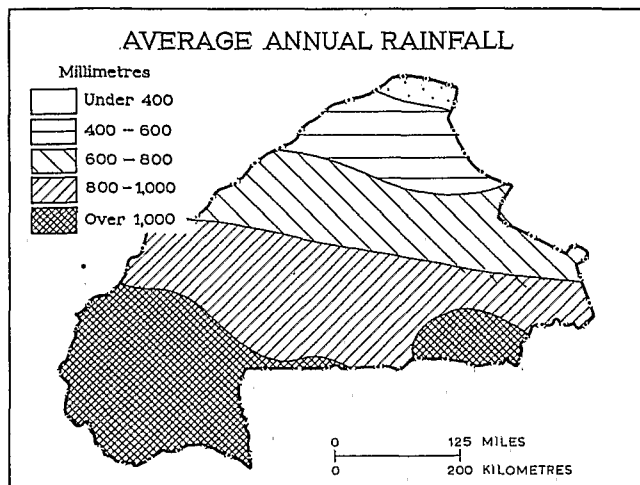 AVERAGE ANNUAL RAINFALL
Millimetres
Under 400
400 - 600
600 - 800
800 - 1,000
Over 1,000
0 125 MILES
0 200 KILOMETRES